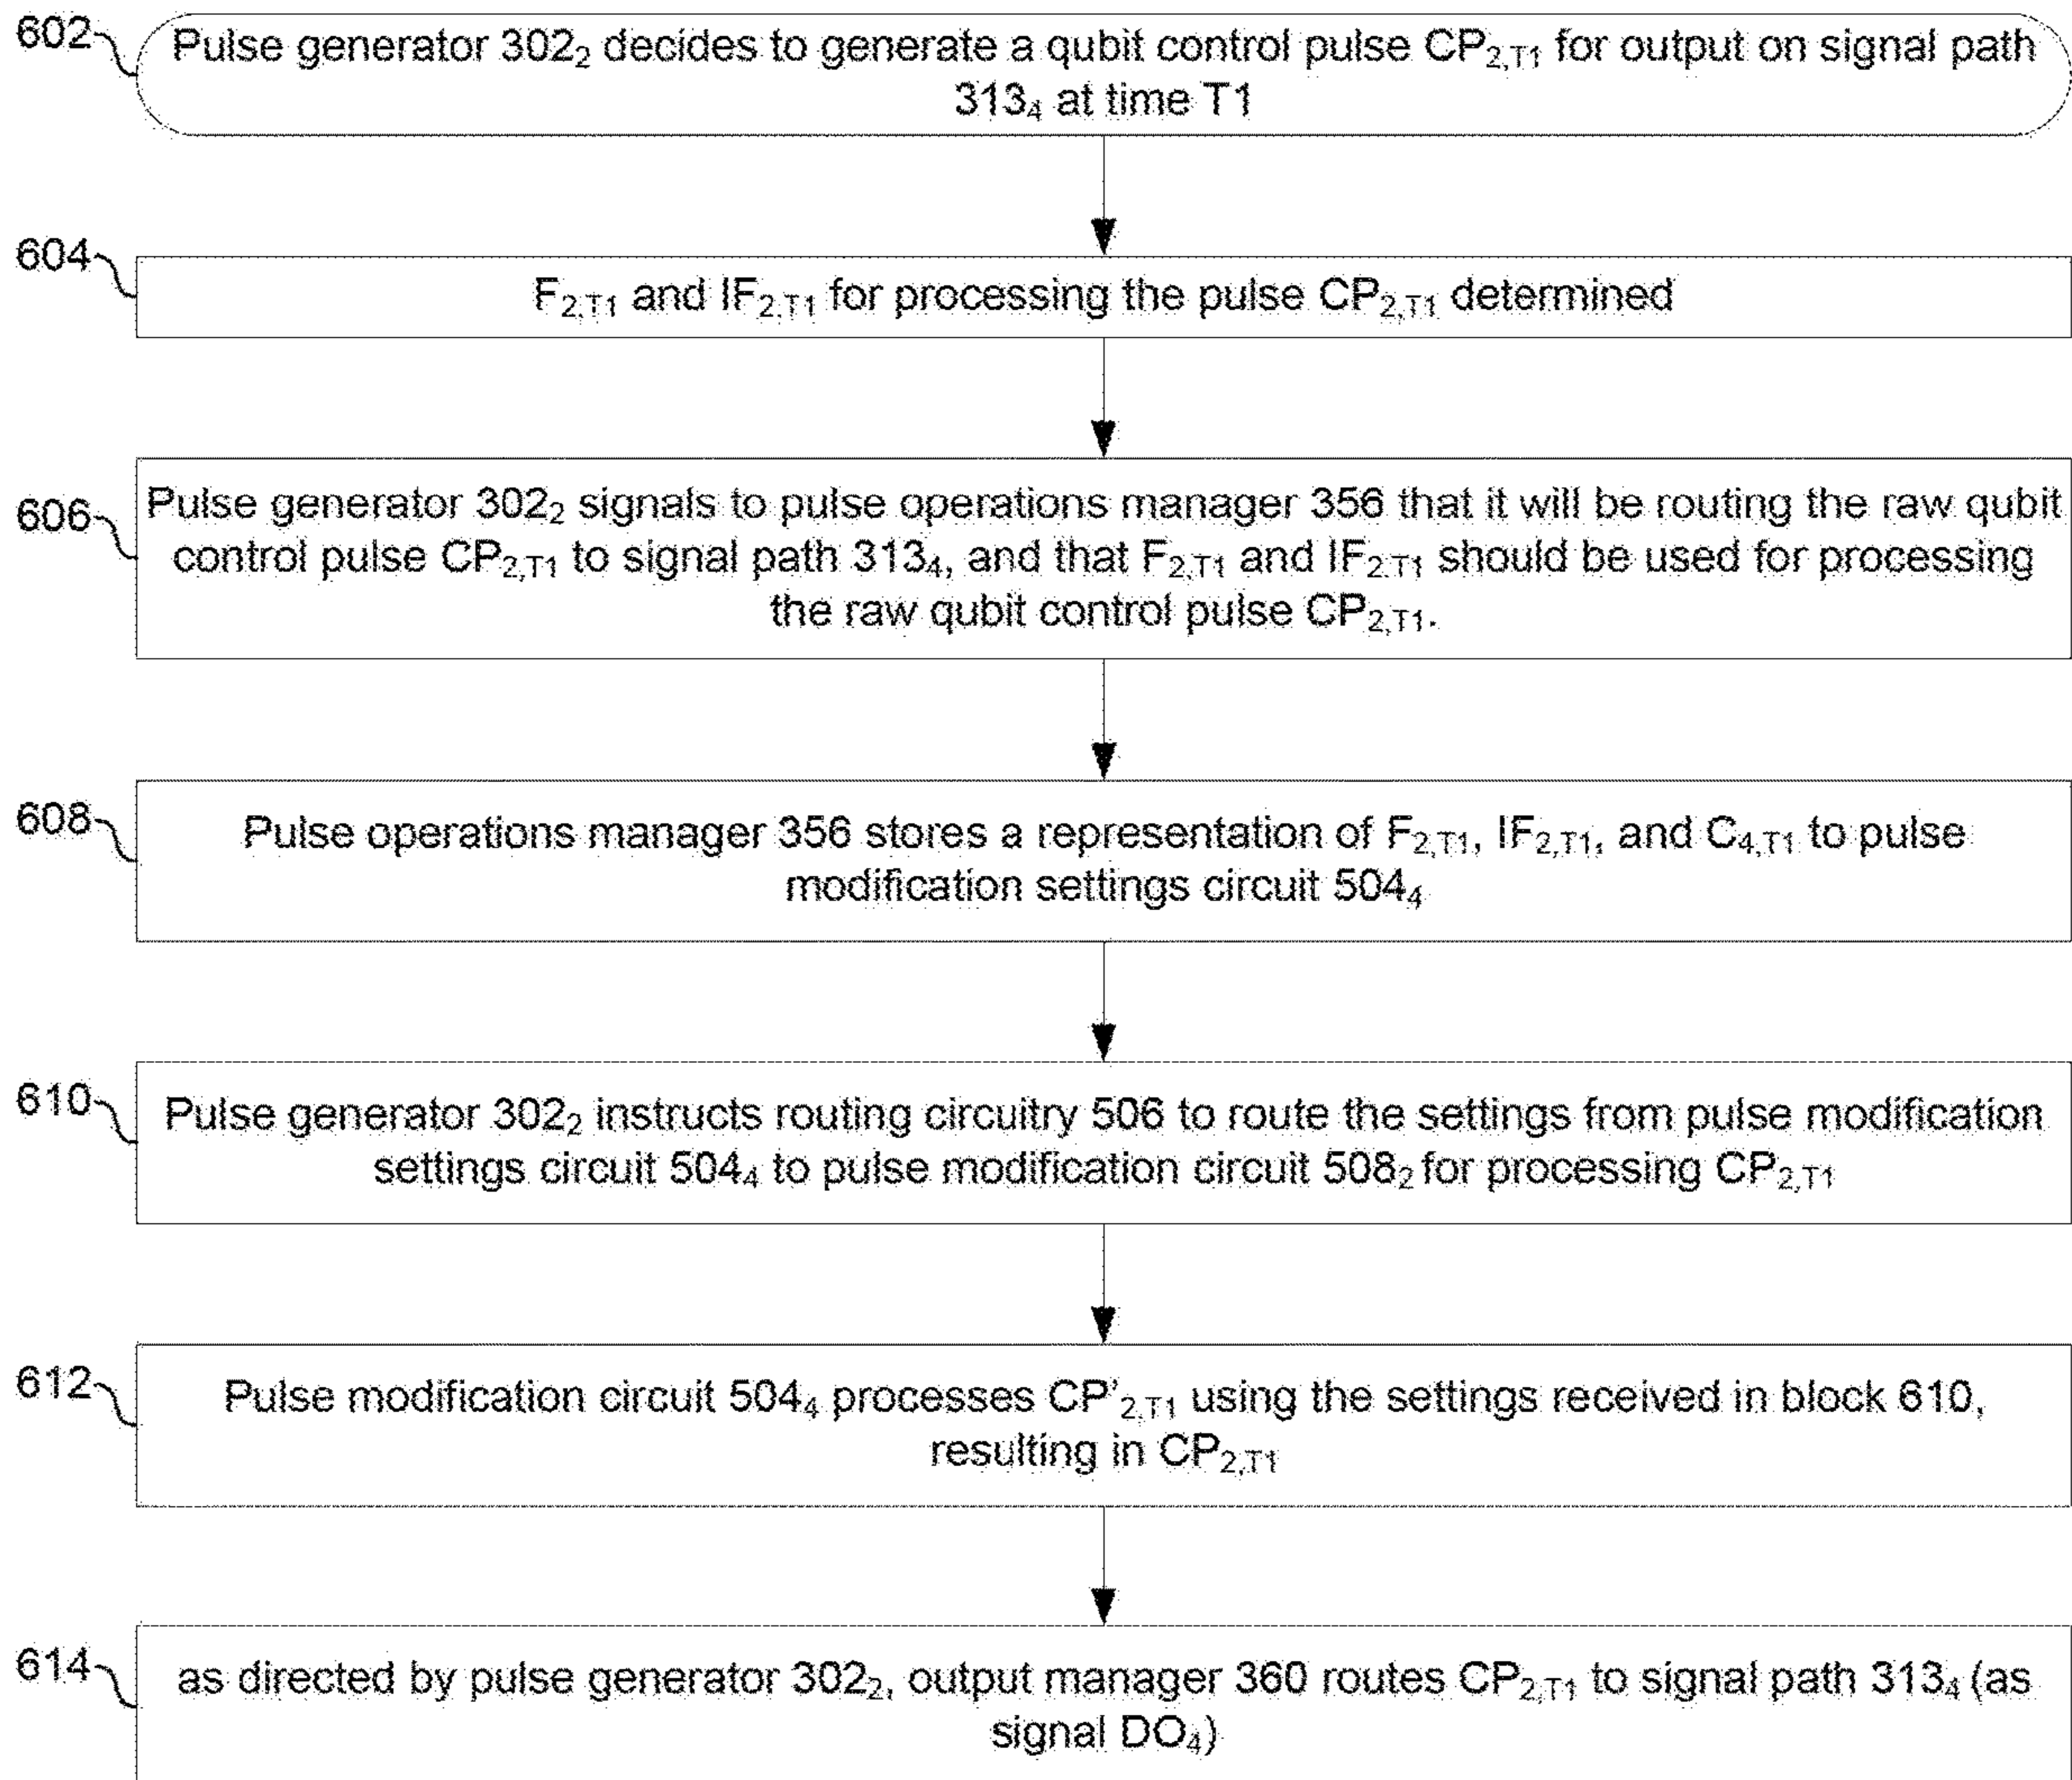 602
Pulse generator 302₂ decides to generate a qubit control pulse CP₂,T1 for output on signal path
313₄ at time T1
604
F₂,T1 and IF₂,T1 for processing the pulse CP₂,T1 determined
606
Pulse generator 302₂ signals to pulse operations manager 356 that it will be routing the raw qubit
control pulse CP₂,T1 to signal path 313₄, and that F₂,T1 and IF₂,T1 should be used for processing
the raw qubit control pulse CP₂,T1.
608
Pulse operations manager 356 stores a representation of F₂,T1, IF₂,T1, and C₄,T1 to pulse
modification settings circuit 504₄
610
Pulse generator 302₂ instructs routing circuitry 506 to route the settings from pulse modification
settings circuit 504₄ to pulse modification circuit 508₂ for processing CP₂,T1
612
Pulse modification circuit 504₄ processes CP'₂,T1 using the settings received in block 610,
resulting in CP₂,T1
614
as directed by pulse generator 302₂, output manager 360 routes CP₂,T1 to signal path 313₄ (as
signal DO₄)